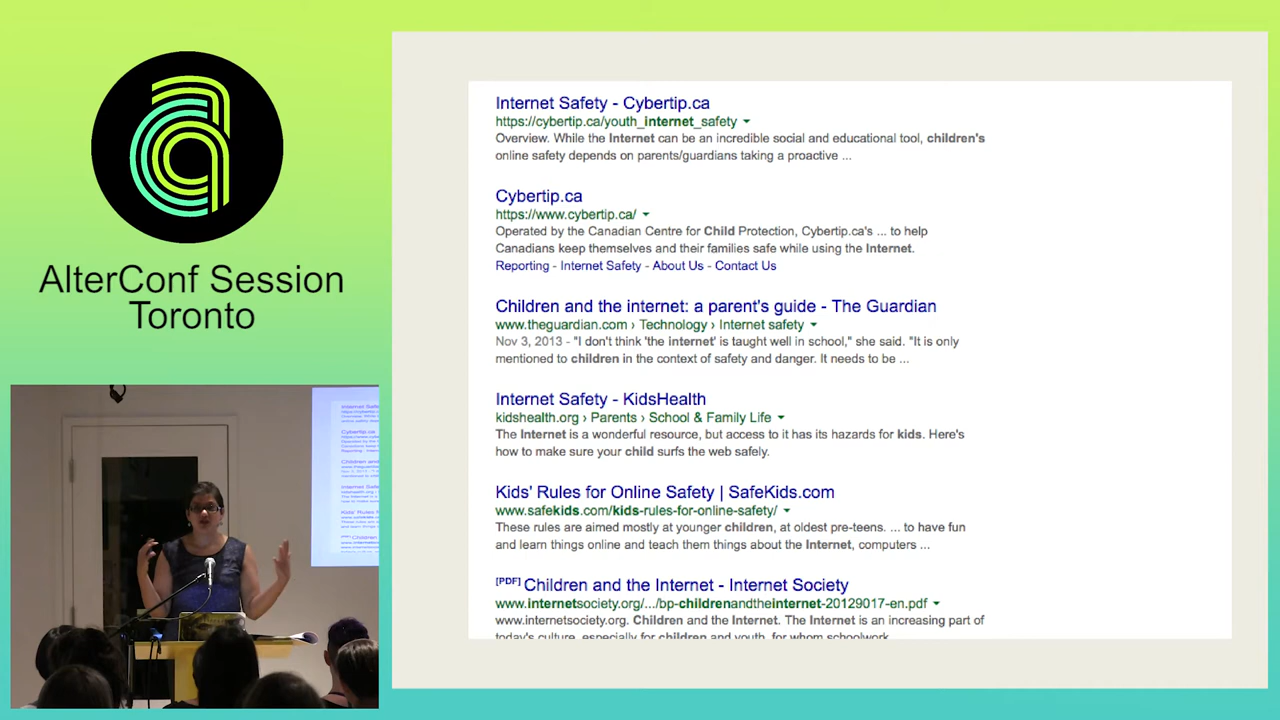 AlterConf Session
Toronto
Internet Safety - Cybertip.ca
https://cybertip.ca/youth_internet_safety
Overview. While the Internet can be an incredible social and educational tool, children's
online safety depends on parents/guardians taking a proactive ...
Cybertip.ca
https://www.cybertip.ca/
Operated by the Canadian Centre for Child Protection, Cybertip.ca's ... to help
Canadians keep themselves and their families safe while using the Internet.
Reporting - Internet Safety - About Us - Contact Us
Children and the internet: a parent's guide - The Guardian
www.theguardian.com › Technology › Internet safety
Nov 3, 2013 - "I don't think 'the internet' is taught well in school," she said. "It is only
mentioned to children in the context of safety and danger. It needs to be ...
Internet Safety - KidsHealth
kidshealth.org › Parents › School & Family Life
The Internet is a wonderful resource, but access to it has its hazards for kids. Here's
how to make sure your child surfs the web safely.
Kids' Rules for Online Safety | SafeKids.com
www.safekids.com/kids-rules-for-online-safety/
These rules are aimed mostly at younger children, at oldest pre-teens. ... to have fun
and learn things online and teach them things about the Internet, computers ...
[PDF] Children and the Internet - Internet Society
www.internetsociety.org/.../bp-childrenandtheinternet-20129017-en.pdf
www.internetsociety.org. Children and the Internet. The Internet is an increasing part of
today's culture, especially for children and youth, for whom schoolwork